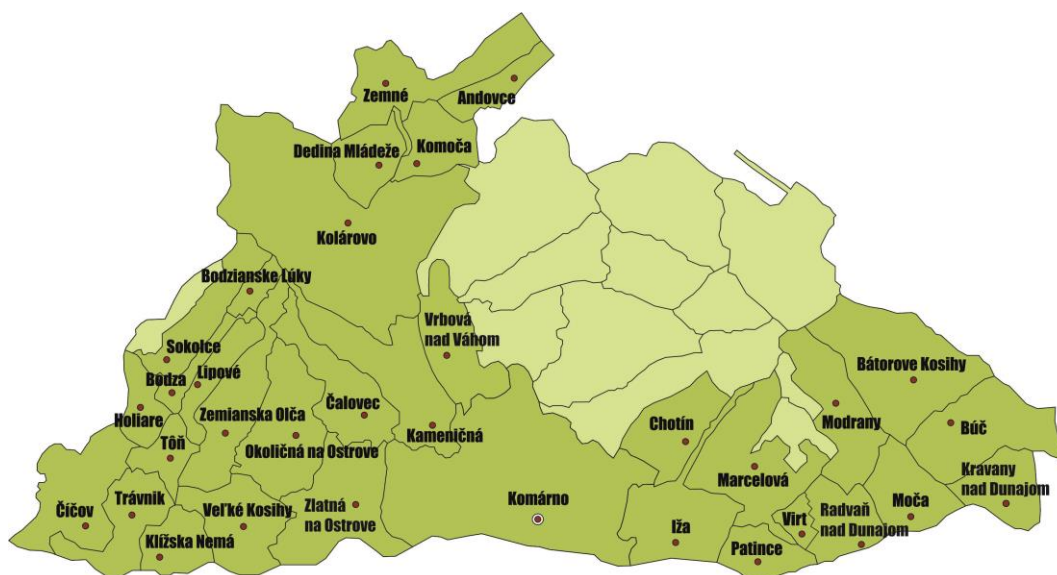 Zemné
Andovce
Dedina Mládeže
Komoča
Kolárovo
Bodzianske Lúky
Vrbová
nad Váhom
Sokolce
Bodza
Lipové
Holiare
Zemianska Olča
Čalovec
Okoličná na Ostrove
Kameničná
Tôň
Chotín
Modrany
Bátorove Kosihy
Búč
Marcelová
Kravany
nad Dunajom
Číčov
Trávnik
Veľké Kosihy
Zlatná
na Ostrove
Komárno
Klížska Nemá
Iža
Patince
Virt
Radvaň
nad Dunajom
Moča